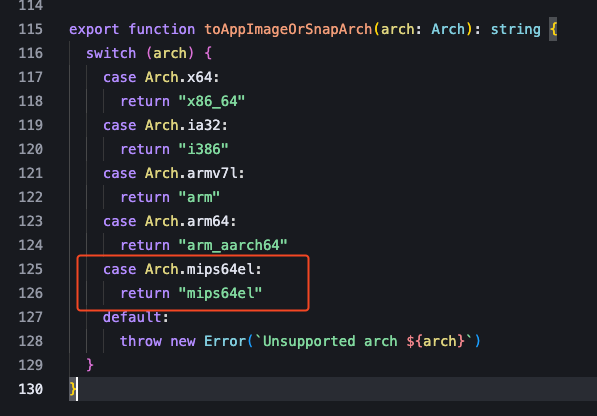 114
115 export function toAppImageOrSnapArch(arch: Arch): string {
116 switch (arch) {
117 case Arch.x64:
118 return "x86_64"
119 case Arch.ia32:
120 return "i386"
121 case Arch.armv7l:
122 return "arm"
123 case Arch.arm64:
124 return "arm_aarch64"
125 case Arch.mips64el:
126 return "mips64el"
127 default:
128 throw new Error(`Unsupported arch ${arch}`)
129 }
130 }